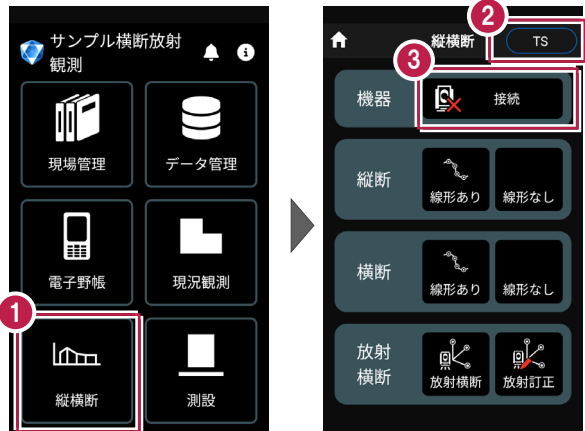 サンプル横断放射
観測
現場管理
データ管理
電子野帳
現況観測
1
縦横断
測設
2
縦横断
TS
3
機器
接続
縦断
線形あり
線形なし
横断
線形あり
線形なし
放射
横断
放射横断
放射訂正